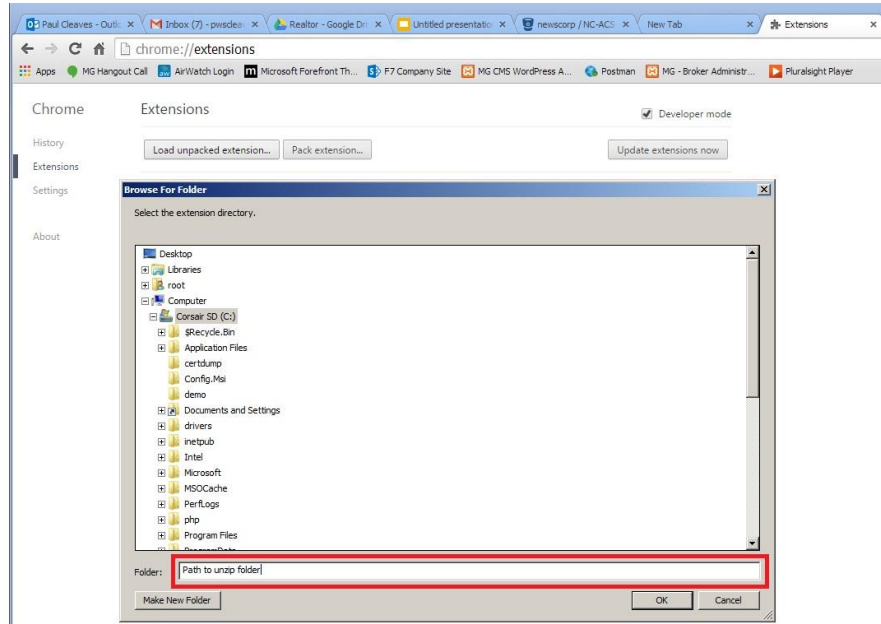 Paul Cleaves - Outlo
Inbox (7) - pwsclea
Realtor - Google Dri
Untitled presentatio
newscorp / NC-ACS
New Tab
Extensions
chrome://extensions
Apps
MG Hangout Call
AirWatch Login
Microsoft Forefront Th...
F7 Company Site
MG CMS WordPress A...
Postman
MG - Broker Administr...
Pluralsight Player
Chrome
Extensions
Developer mode
History
Load unpacked extension...
Pack extension...
Update extensions now
Extensions
Settings
About
Browse For Folder
Select the extension directory.
Desktop
Libraries
root
Computer
Corsair SD (C:)
$Recycle.Bin
Application Files
certdump
Config.Msi
demo
Documents and Settings
drivers
inetpub
Intel
Microsoft
MSOCache
PerfLogs
php
Program Files
Folder:
Path to unzip folder
Make New Folder
OK
Cancel